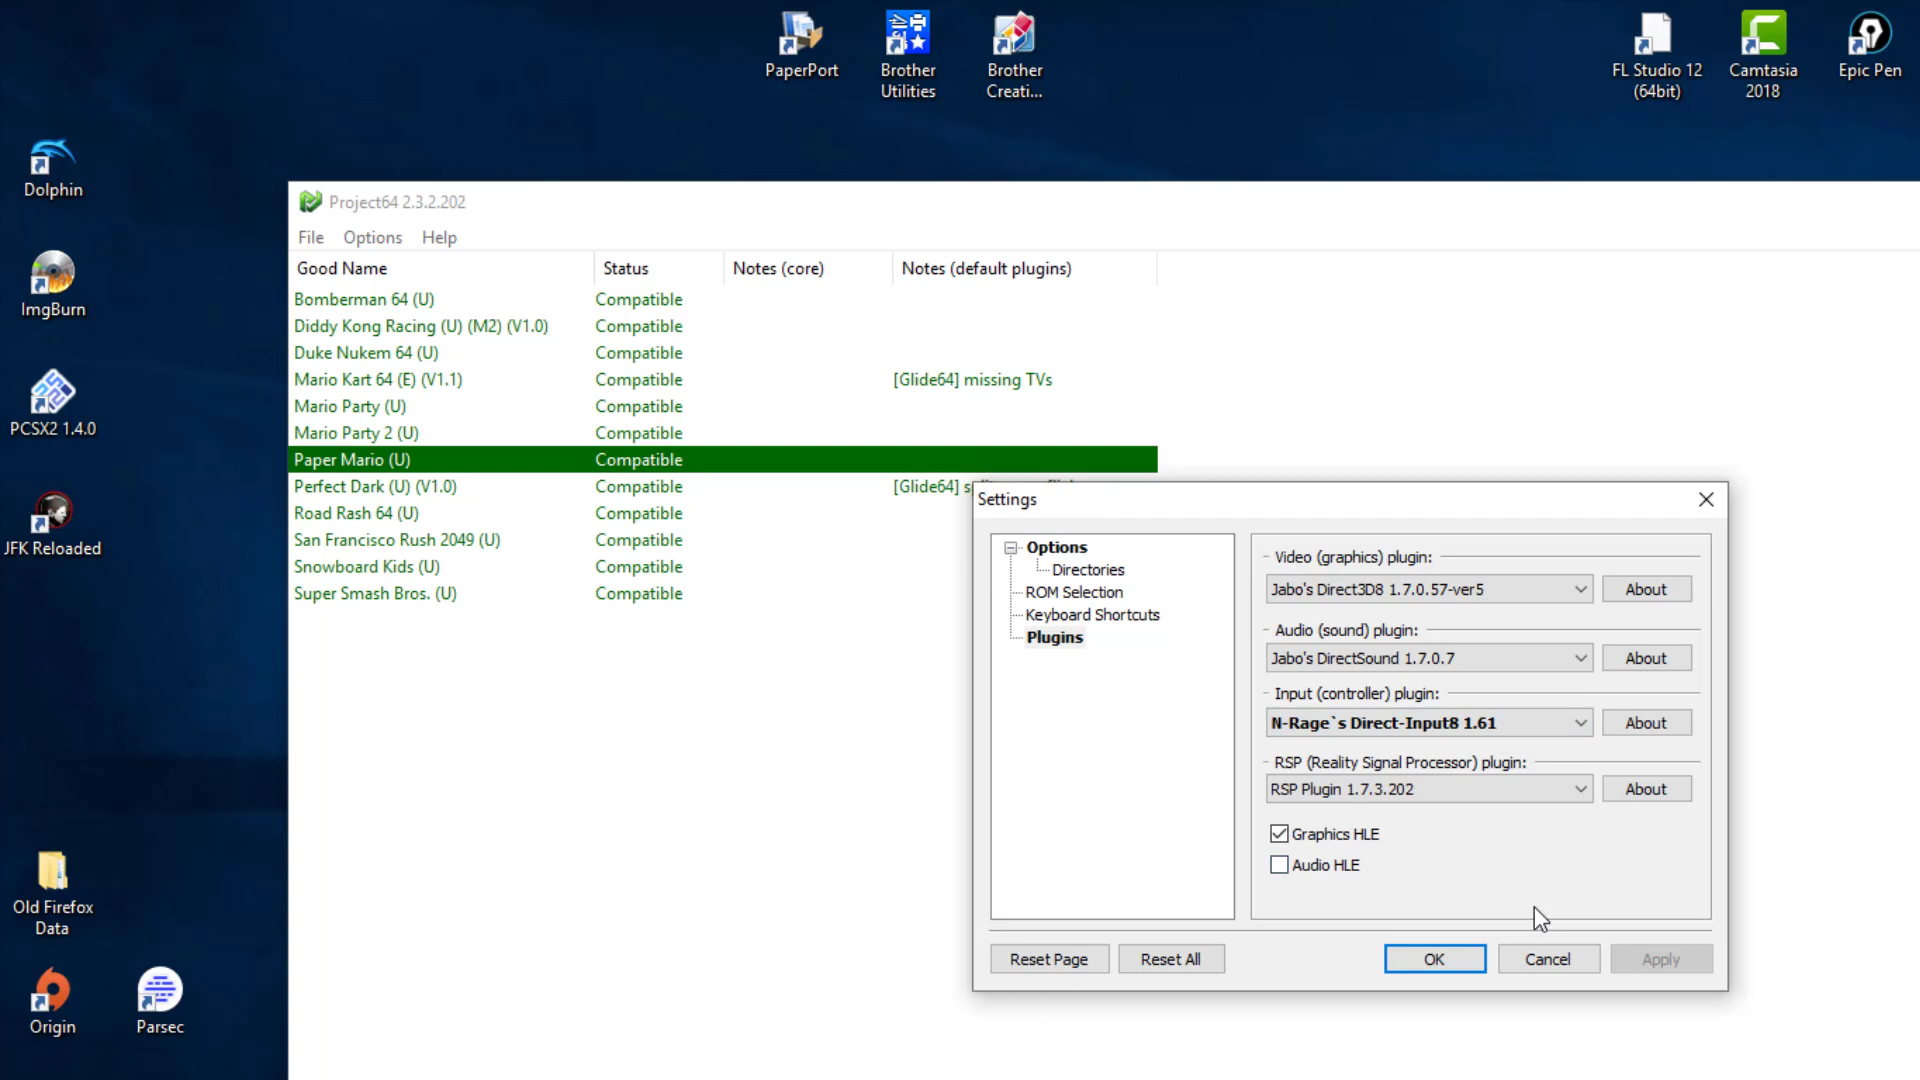 PaperPort
Brother
Utilities
Brother
Creati...
FL Studio 12
(64bit)
Camtasia
2018
Epic Pen
Dolphin
ImgBurn
PCSX2 1.4.0
JFK Reloaded
Old Firefox
Data
Origin
Parsec
Project64 2.3.2.202
File Options Help
Good Name Status Notes (core) Notes (default plugins)
Bomberman 64 (U) Compatible
Diddy Kong Racing (U) (M2) (V1.0) Compatible
Duke Nukem 64 (U) Compatible
Mario Kart 64 (E) (V1.1) Compatible [Glide64] missing TVs
Mario Party (U) Compatible
Mario Party 2 (U) Compatible
Paper Mario (U) Compatible
Perfect Dark (U) (V1.0) Compatible [Glide64]
Road Rash 64 (U) Compatible
San Francisco Rush 2049 (U) Compatible
Snowboard Kids (U) Compatible
Super Smash Bros. (U) Compatible
Settings
Options
Directories
ROM Selection
Keyboard Shortcuts
Plugins
Video (graphics) plugin:
Jabo's Direct3D8 1.7.0.57-ver5 About
Audio (sound) plugin:
Jabo's DirectSound 1.7.0.7 About
Input (controller) plugin:
N-Rage`s Direct-Input8 1.61 About
RSP (Reality Signal Processor) plugin:
RSP Plugin 1.7.3.202 About
Graphics HLE
Audio HLE
Reset Page Reset All OK Cancel Apply